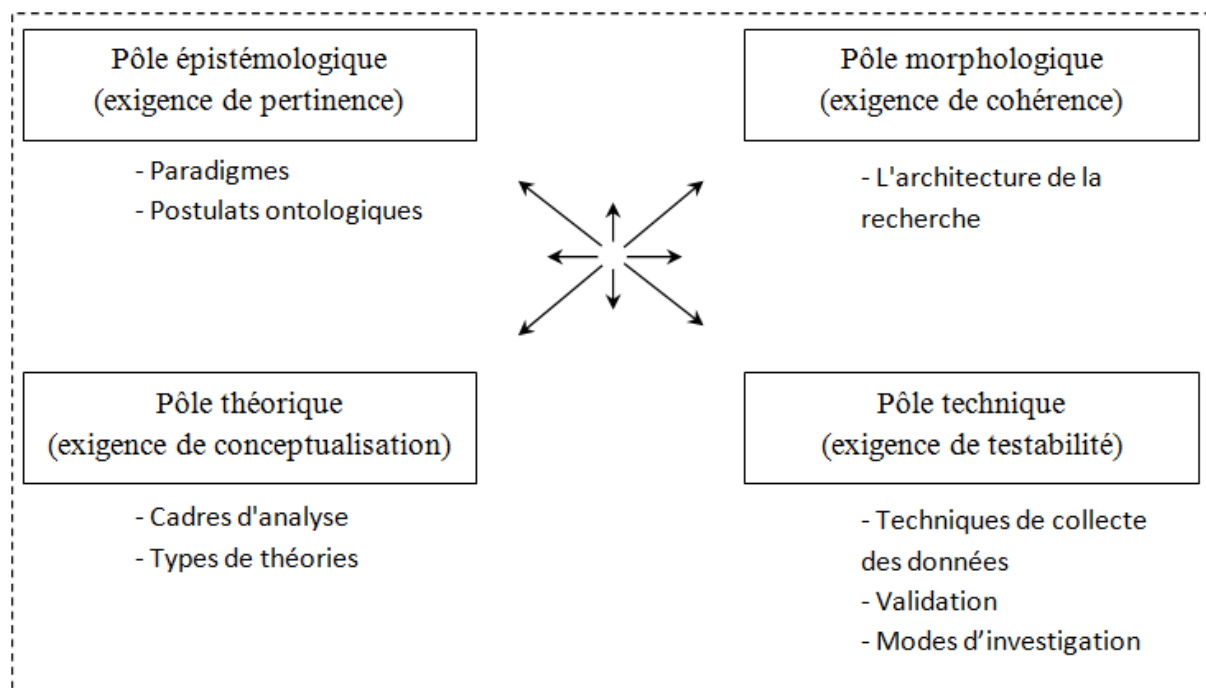 Pôle épistémologique
(exigence de pertinence)
- Paradigmes
- Postulats ontologiques
Pôle morphologique
(exigence de cohérence)
- L'architecture de la
recherche
Pôle théorique
(exigence de conceptualisation)
- Cadres d'analyse
- Types de théories
Pôle technique
(exigence de testabilité)
- Techniques de collecte
des données
- Validation
- Modes d’investigation